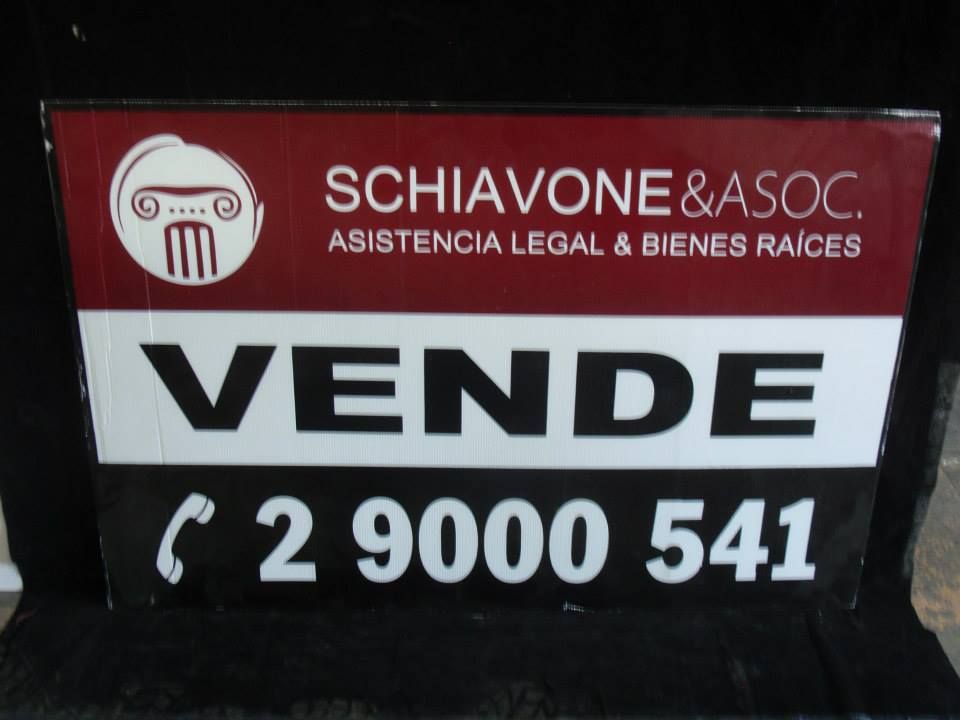 SCHIAVONE & ASOC.
ASISTENCIA LEGAL & BIENES RAÍCES
VENDE
2 9000 541